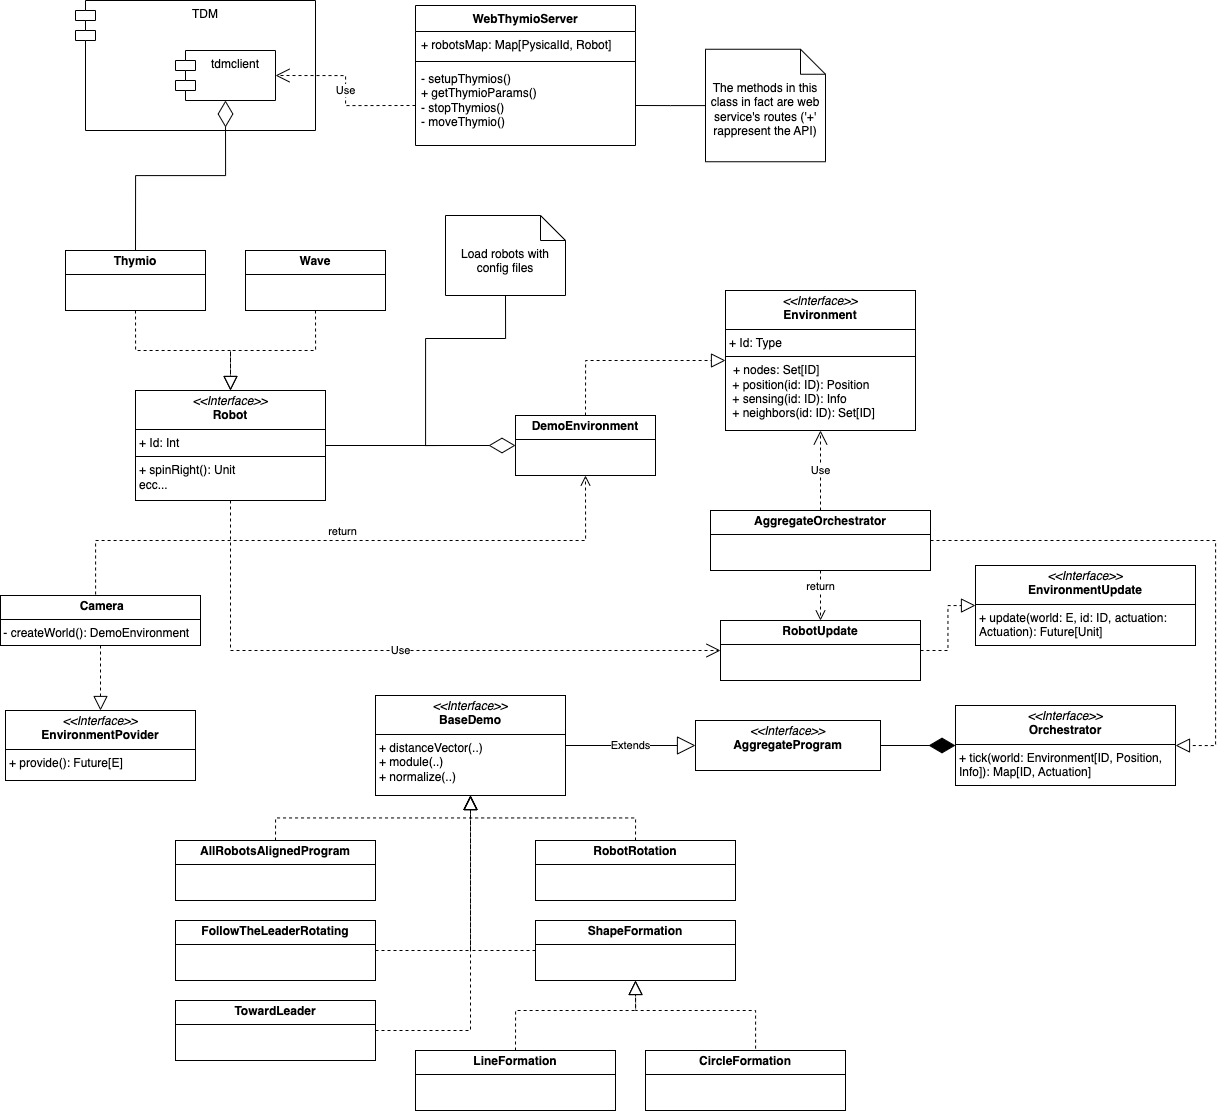 TDM
tdmclient
Use
WebThymioServer
+ robotsMap: Map[PysicalId, Robot]
- setupThymios()
+ getThymioParams()
- stopThymios()
- moveThymio()
The methods in this
class in fact are web
service's routes ('+'
rappresent the API)
Thymio
Wave
Load robots with
config files
<<Interface>>
Environment
+ Id: Type
+ nodes: Set[ID]
+ position(id: ID): Position
+ sensing(id: ID): Info
+ neighbors(id: ID): Set[ID]
<<Interface>>
Robot
+ Id: Int
+ spinRight(): Unit
ecc...
DemoEnvironment
Use
return
AggregateOrchestrator
return
<<Interface>>
EnvironmentUpdate
+ update(world: E, id: ID, actuation:
Actuation): Future[Unit]
Camera
- createWorld(): DemoEnvironment
Use
RobotUpdate
<<Interface>>
EnvironmentPovider
+ provide(): Future[E]
<<Interface>>
BaseDemo
+ distanceVector(..)
+ module(..)
+ normalize(..)
Extends
<<Interface>>
AggregateProgram
<<Interface>>
Orchestrator
+ tick(world: Environment[ID, Position,
Info]): Map[ID, Actuation]
AllRobotsAlignedProgram
RobotRotation
FollowTheLeaderRotating
ShapeFormation
TowardLeader
LineFormation
CircleFormation